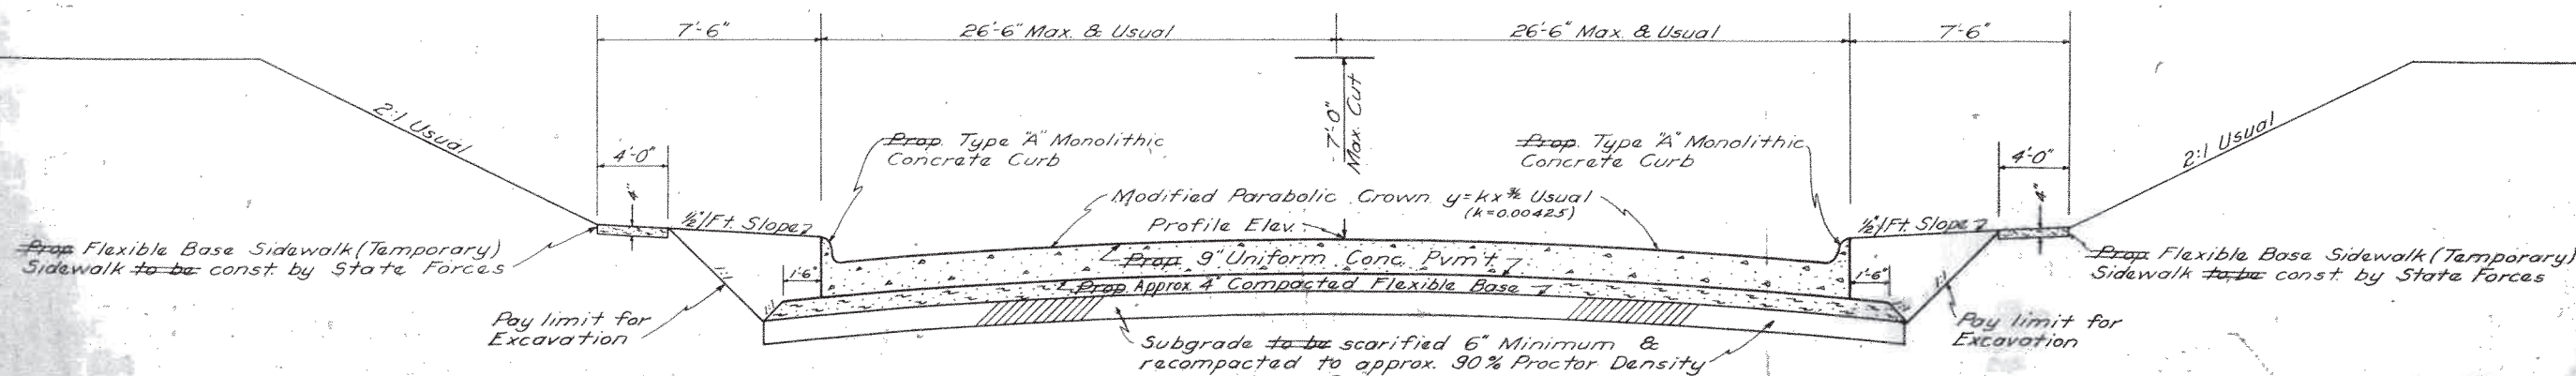 7'-6"
26'-6" Max. & Usual
26'-6" Max. & Usual
7'-6"
2:1 Usual
4'-0"
4"
1/2"/Ft. Slope
Prop. Type "A" Monolithic
Concrete Curb
7'-0"
Max. Cut
Prop. Type "A" Monolithic
Concrete Curb
4'-0"
4"
2:1 Usual
1/2"/Ft. Slope
Modified Parabolic Crown y=kx 3/2 Usual
(k=0.00425)
Profile Elev.
Prop Flexible Base Sidewalk (Temporary)
Sidewalk to be const. by State Forces
1'-6"
1:1
Prop 9" Uniform Conc. Pvm't.
Prop. Approx. 4" Compacted Flexible Base
1'-6"
1:1
Prop Flexible Base Sidewalk (Temporary)
Sidewalk to be const. by State Forces
Pay limit for
Excavation
Subgrade to be scarified 6" Minimum &
recompacted to approx. 90% Proctor Density
Pay limit for
Excavation